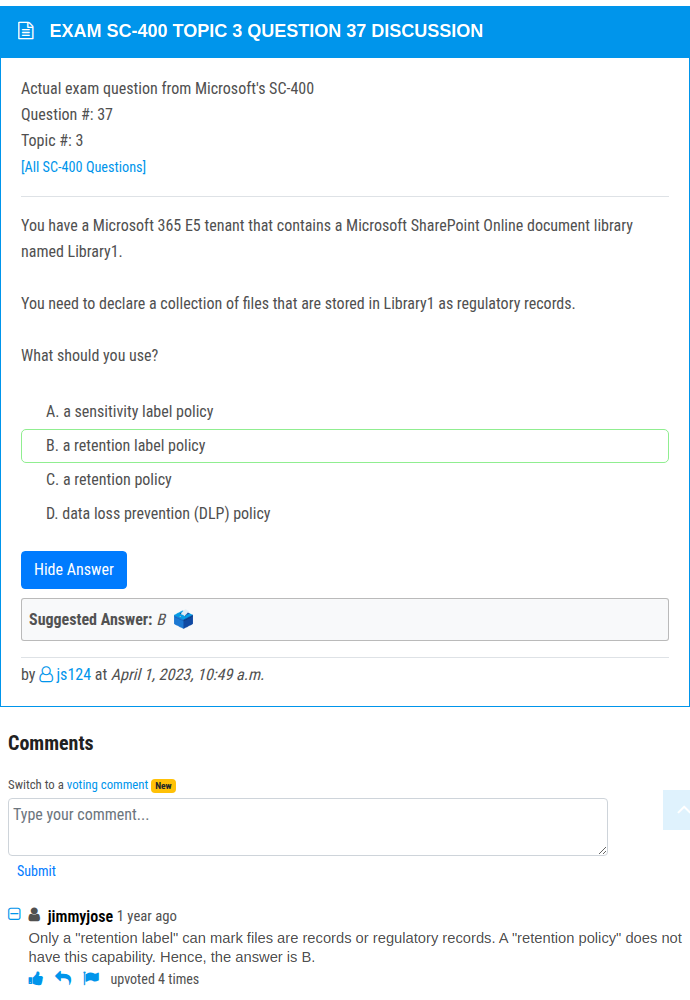 EXAM SC-400 TOPIC 3 QUESTION 37 DISCUSSION
Actual exam question from Microsoft's SC-400
Question #: 37
Topic #: 3
[All SC-400 Questions]
You have a Microsoft 365 E5 tenant that contains a Microsoft SharePoint Online document library
named Library1.
You need to declare a collection of files that are stored in Library1 as regulatory records.
What should you use?
A. a sensitivity label policy
B. a retention label policy
C. a retention policy
D. data loss prevention (DLP) policy
Hide Answer
Suggested Answer: B
by js124 at April 1, 2023, 10:49 a.m.
Comments
Switch to a voting comment New
Type your comment...
Submit
jimmyjose 1 year ago
Only a "retention label" can mark files are records or regulatory records. A "retention policy" does not
have this capability. Hence, the answer is B.
upvoted 4 times